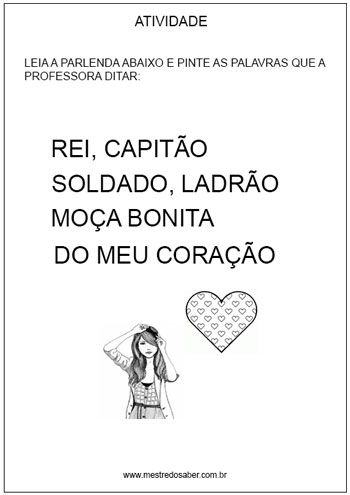 ATIVIDADE
LEIA A PARLENDA ABAIXO E PINTE AS PALAVRAS QUE A
PROFESSORA DITAR:
REI, CAPITÃO
SOLDADO, LADRÃO
MOÇA BONITA
DO MEU CORAÇÃO
www.mestredosaber.com.br